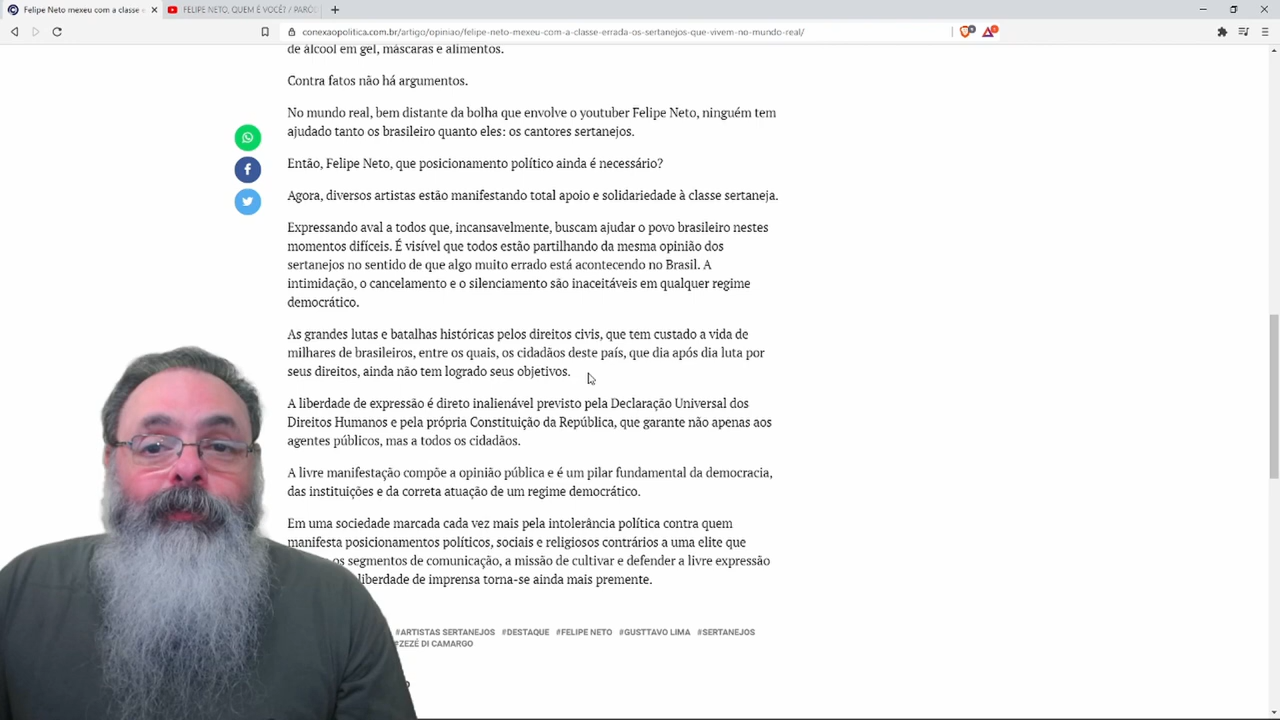 Felipe Neto mexeu com a classe e
FELIPE NETO, QUEM É VOCÊ? / PARÓ
conexaopolitica.com.br/artigo/opiniao/felipe-neto-mexeu-com-a-classe-errada-os-sertanejos-que-vivem-no-mundo-real/
de álcool em gel, máscaras e alimentos.
Contra fatos não há argumentos.
No mundo real, bem distante da bolha que envolve o youtuber Felipe Neto, ninguém tem
ajudado tanto os brasileiro quanto eles: os cantores sertanejos.
Então, Felipe Neto, que posicionamento político ainda é necessário?
Agora, diversos artistas estão manifestando total apoio e solidariedade à classe sertaneja.
Expressando aval a todos que, incansavelmente, buscam ajudar o povo brasileiro nestes
momentos difíceis. É visível que todos estão partilhando da mesma opinião dos
sertanejos no sentido de que algo muito errado está acontecendo no Brasil. A
intimidação, o cancelamento e o silenciamento são inaceitáveis em qualquer regime
democrático.
As grandes lutas e batalhas históricas pelos direitos civis, que tem custado a vida de
milhares de brasileiros, entre os quais, os cidadãos deste país, que dia após dia luta por
seus direitos, ainda não tem logrado seus objetivos.
A liberdade de expressão é direto inalienável previsto pela Declaração Universal dos
Direitos Humanos e pela própria Constituição da República, que garante não apenas aos
agentes públicos, mas a todos os cidadãos.
A livre manifestação compõe a opinião pública e é um pilar fundamental da democracia,
das instituições e da correta atuação de um regime democrático.
Em uma sociedade marcada cada vez mais pela intolerância política contra quem
manifesta posicionamentos políticos, sociais e religiosos contrários a uma elite que
os segmentos de comunicação, a missão de cultivar e defender a livre expressão
liberdade de imprensa torna-se ainda mais premente.
#ARTISTAS SERTANEJOS #DESTAQUE #FELIPE NETO #GUSTTAVO LIMA #SERTANEJOS
#ZEZÉ DI CAMARGO